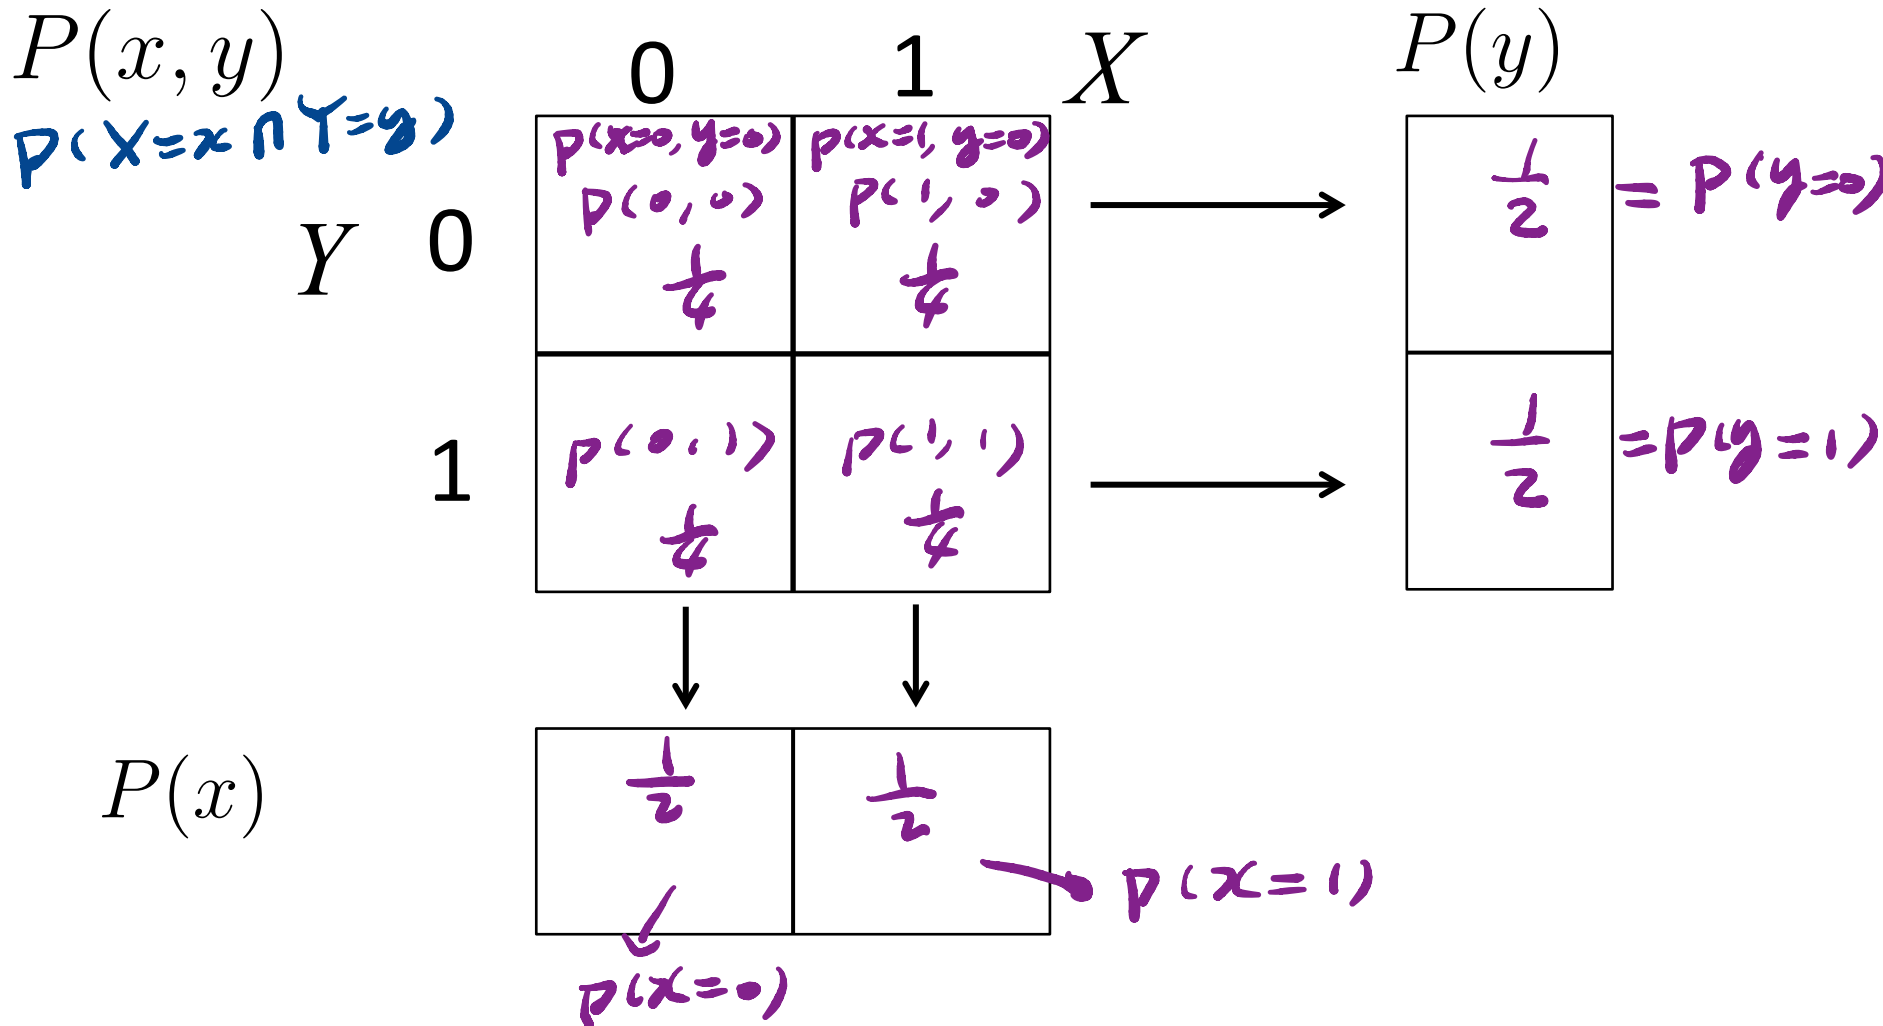 P(x, y) 0 1 X P(y)
P(X=x ∩ Y=y)
p(x=0, y=0) p(x=1, y=0)
p(0,0) p(1,0) 1/2 = P(y=0)
Y 0
1/4 1/4
1 p(0,1) p(1,1) 1/2 = p(y=1)
1/4 1/4
P(x) 1/2 1/2
p(x=1)
p(x=0)